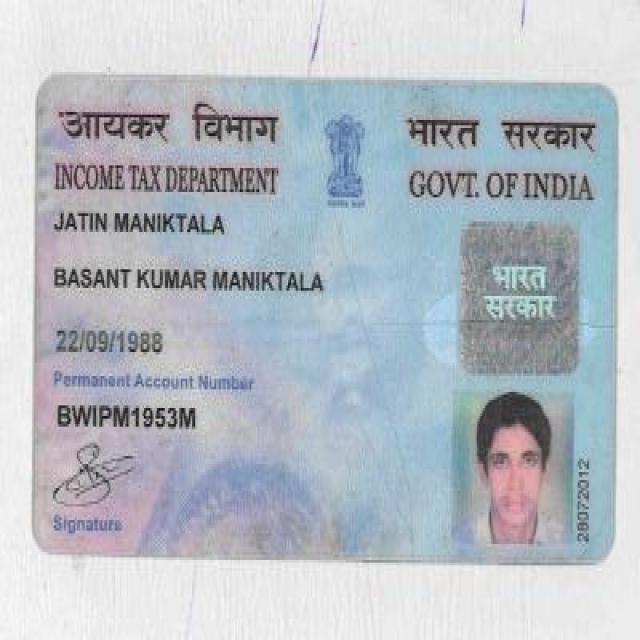 आयकर विभाग
INCOME TAX DEPARTMENT
भारत सरकार
GOVT. OF INDIA
JATIN MANIKTALA
BASANT KUMAR MANIKTALA
22/09/1988
Permanent Account Number
BWIPM1953M
Signature
भारत
सरकार
28072012